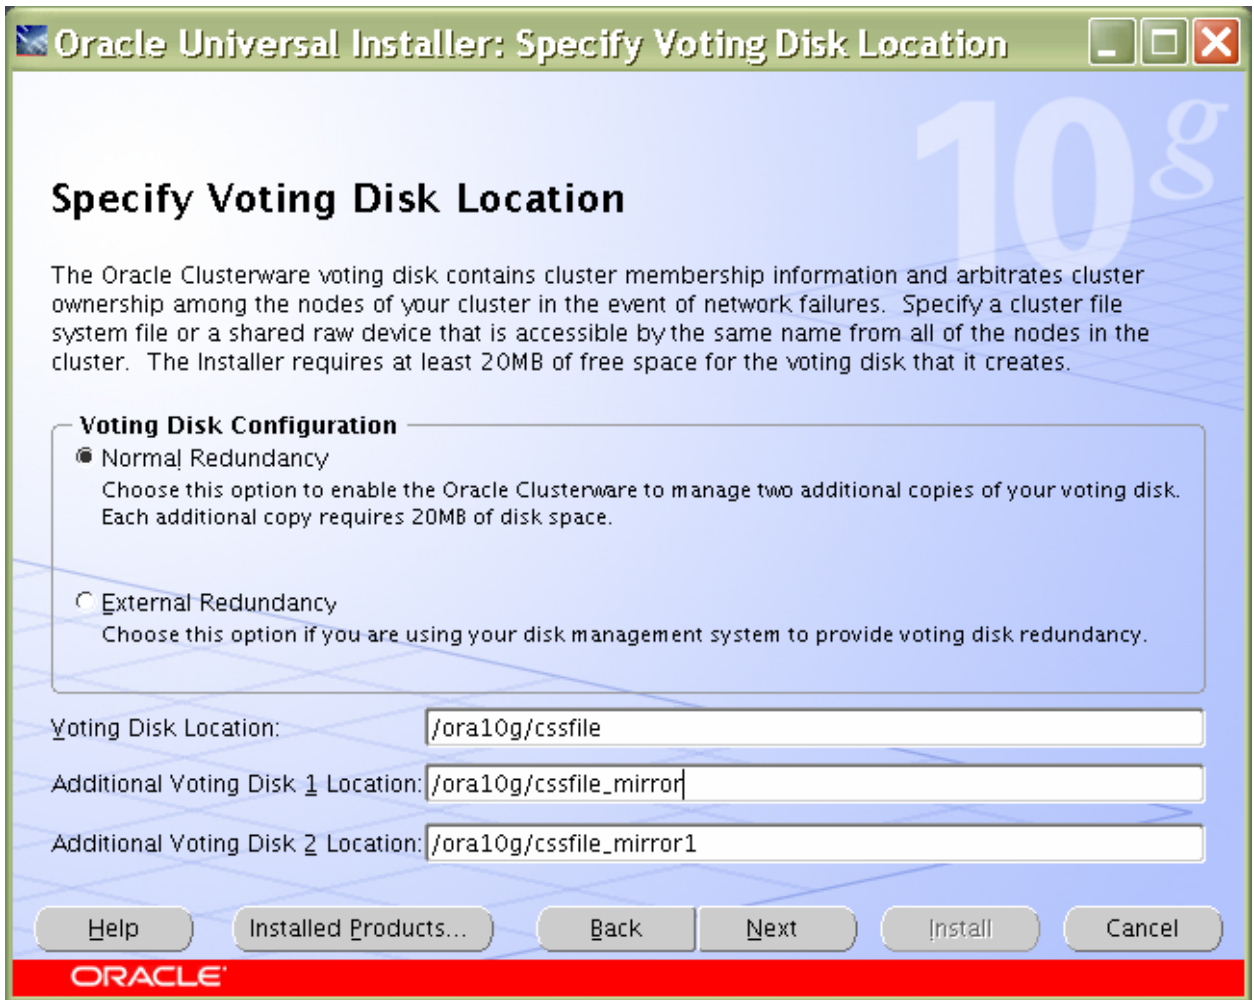 Oracle Universal Installer: Specify Voting Disk Location
10g
Specify Voting Disk Location
The Oracle Clusterware voting disk contains cluster membership information and arbitrates cluster
ownership among the nodes of your cluster in the event of network failures. Specify a cluster file
system file or a shared raw device that is accessible by the same name from all of the nodes in the
cluster. The Installer requires at least 20MB of free space for the voting disk that it creates.
Voting Disk Configuration
Normal Redundancy
Choose this option to enable the Oracle Clusterware to manage two additional copies of your voting disk.
Each additional copy requires 20MB of disk space.
External Redundancy
Choose this option if you are using your disk management system to provide voting disk redundancy.
Voting Disk Location: /ora10g/cssfile
Additional Voting Disk 1 Location: /ora10g/cssfile_mirror
Additional Voting Disk 2 Location: /ora10g/cssfile_mirror1
Help Installed Products... Back Next Install Cancel
ORACLE